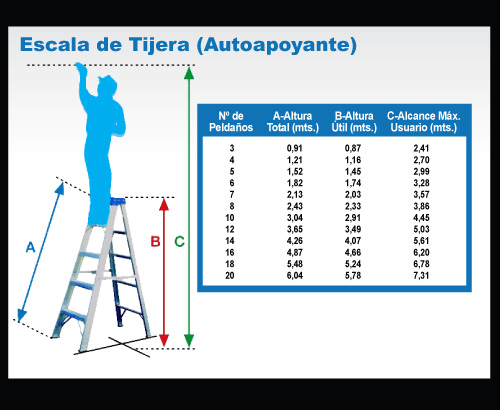 Escala de Tijera (Autoapoyante)
Nº de Peldaños A-Altura Total (mts.) B-Altura Útil (mts.) C-Alcance Máx. Usuario (mts.)
3 0,91 0,87 2,41
4 1,21 1,16 2,70
5 1,52 1,45 2,99
6 1,82 1,74 3,28
7 2,13 2,03 3,57
8 2,43 2,33 3,86
10 3,04 2,91 4,45
12 3,65 3,49 5,03
14 4,26 4,07 5,61
16 4,87 4,66 6,20
18 5,48 5,24 6,78
20 6,04 5,78 7,31
A
B
C